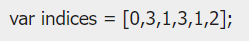 var indices = [0,3,1,3,1,2];